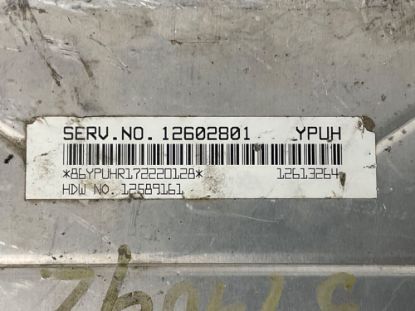 SERV.NO. 12602801 YPUH
*86YPUHR172220128* 12613264
HDW NO. 12589161